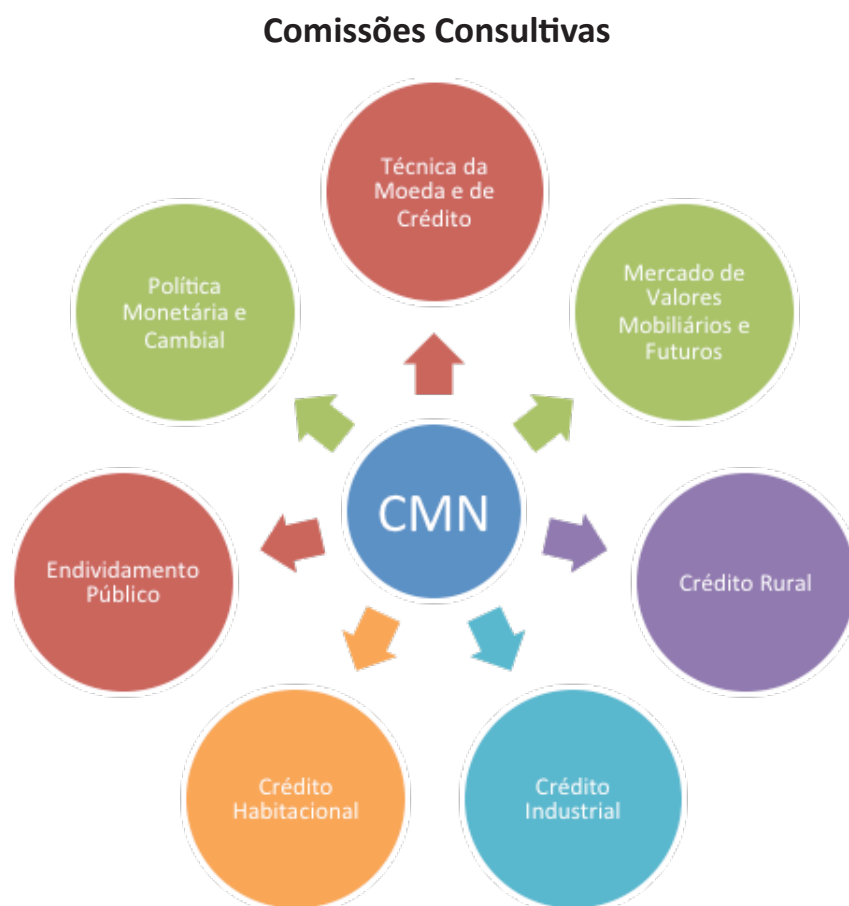 Comissões Consultivas
Técnica da
Moeda e de
Crédito
Mercado de
Valores
Mobiliários e
Futuros
Crédito Rural
Crédito
Industrial
Crédito
Habitacional
Endividamento
Público
Política
Monetária e
Cambial
CMN